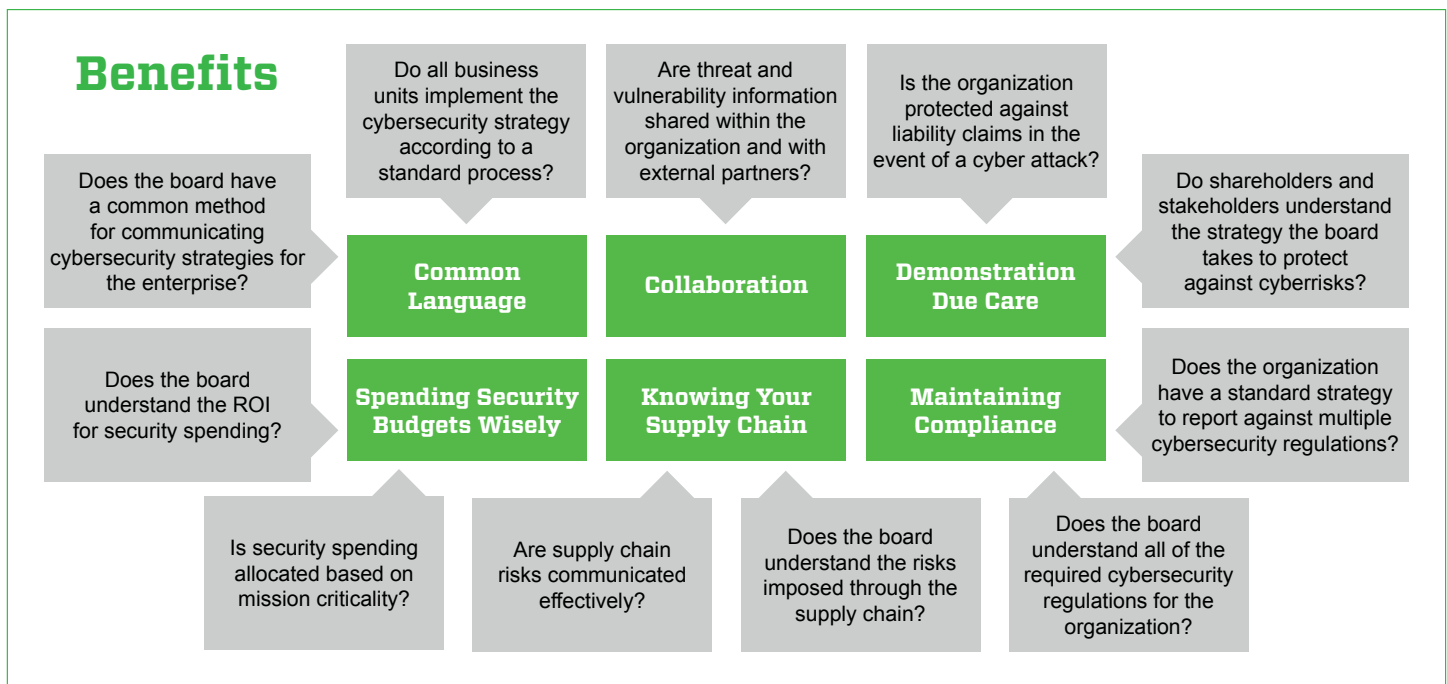 Benefits
Do all business
units implement the
cybersecurity strategy
according to a
standard process?
Are threat and
vulnerability information
shared within the
organization and with
external partners?
Is the organization
protected against
liability claims in the
event of a cyber attack?
Does the board have
a common method
for communicating
cybersecurity strategies for
the enterprise?
Do shareholders and
stakeholders understand
the strategy the board
takes to protect
against cyberrisks?
Common
Language
Collaboration
Demonstration
Due Care
Does the board
understand the ROI
for security spending?
Spending Security
Budgets Wisely
Knowing Your
Supply Chain
Maintaining
Compliance
Does the organization
have a standard strategy
to report against multiple
cybersecurity regulations?
Is security spending
allocated based on
mission criticality?
Are supply chain
risks communicated
effectively?
Does the board
understand the risks
imposed through the
supply chain?
Does the board
understand all of the
required cybersecurity
regulations for the
organization?